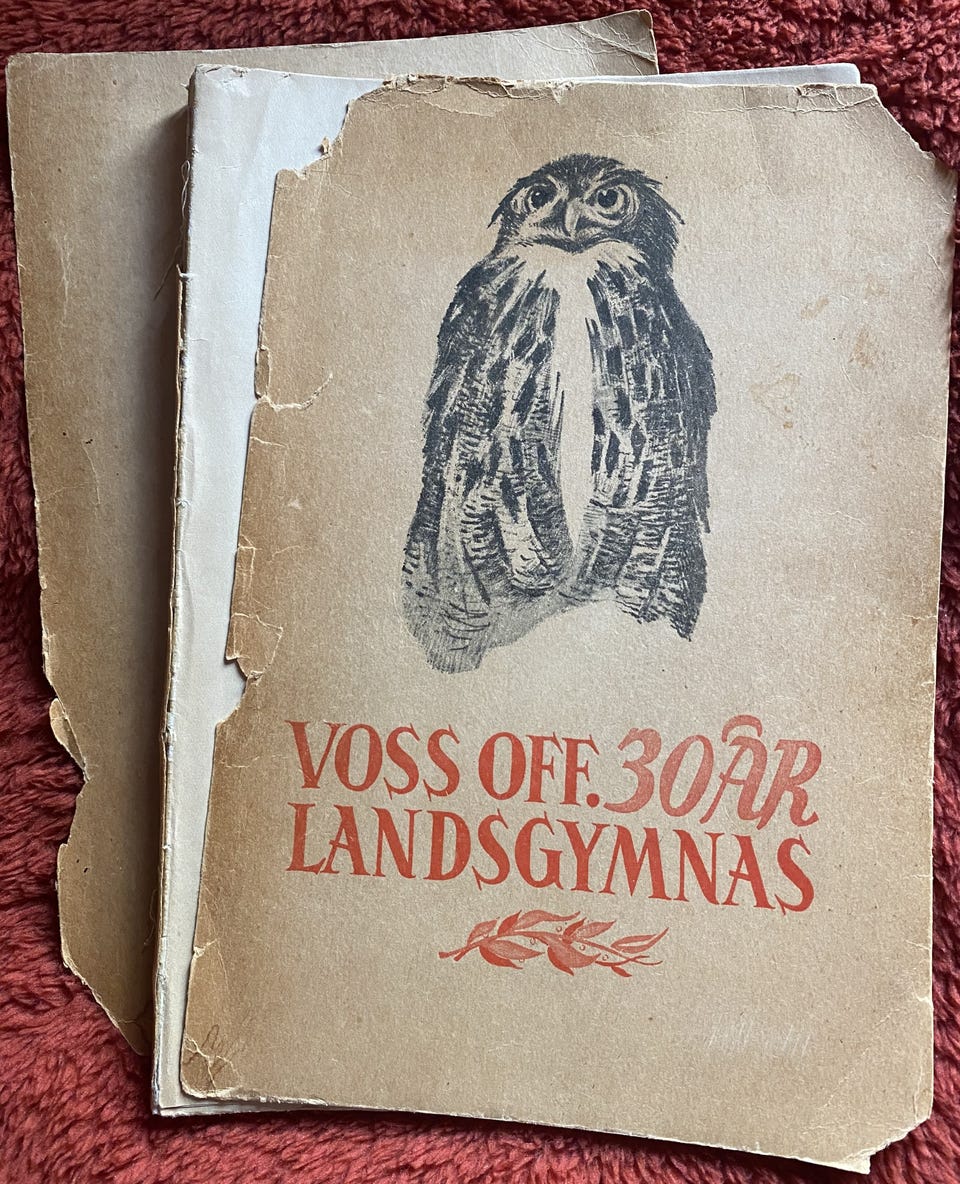 VOSS OFF. 30 ÅR
LANDSGYMNAS